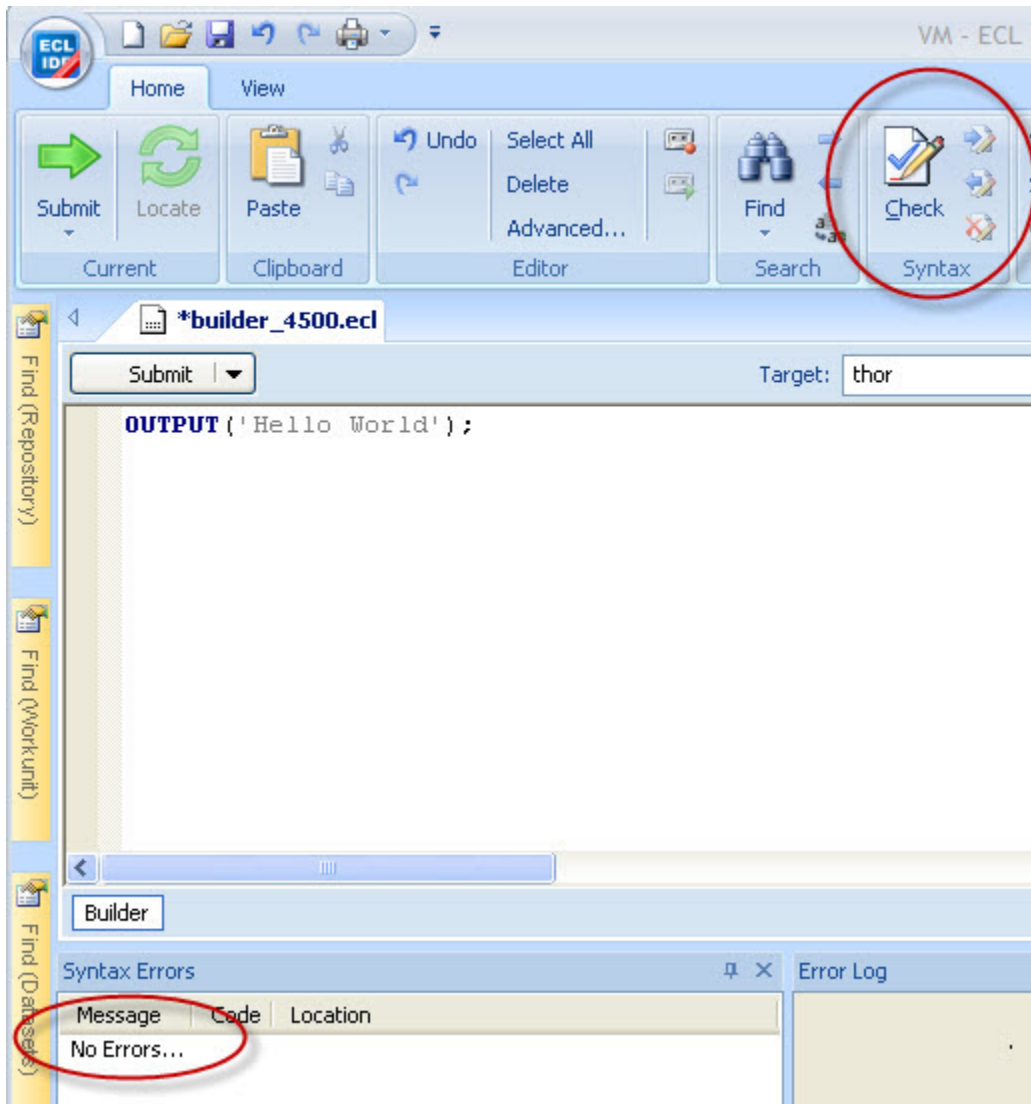 ECL
IDE
VM - ECL
Home View
Submit
Locate
Paste
Undo
Select All
Delete
Advanced...
Find
Check
Current
Clipboard
Editor
Search
Syntax
*builder_4500.ecl
Submit
Target: thor
OUTPUT('Hello World');
Find (Repository)
Find (Workunit)
Find (Datasets)
Builder
Syntax Errors
Error Log
Message Code Location
No Errors...